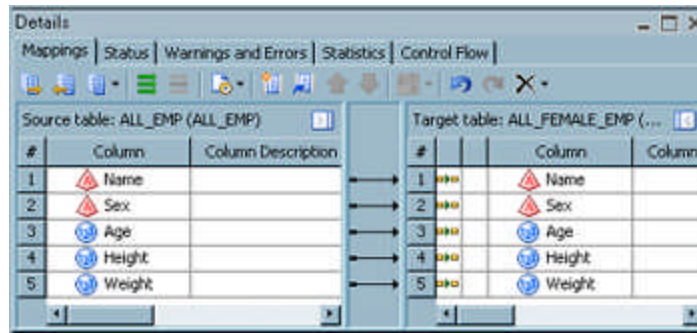 Details
Mappings Status Warnings and Errors Statistics Control Flow
Source table: ALL_EMP (ALL_EMP) Target table: ALL_FEMALE_EMP (...
# Column Column Description # Column Column
1 Name 1 Name
2 Sex 2 Sex
3 Age 3 Age
4 Height 4 Height
5 Weight 5 Weight